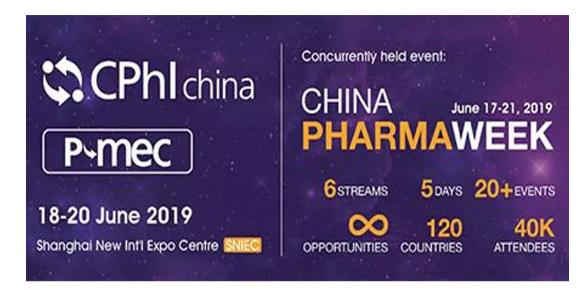 CPhI china
P-mec
18-20 June 2019
Shanghai New Int'l Expo Centre SNIEC
Concurrently held event:
CHINA June 17-21, 2019
PHARMAWEEK
6 STREAMS 5 DAYS 20+ EVENTS
∞ 120 40K
OPPORTUNITIES COUNTRIES ATTENDEES